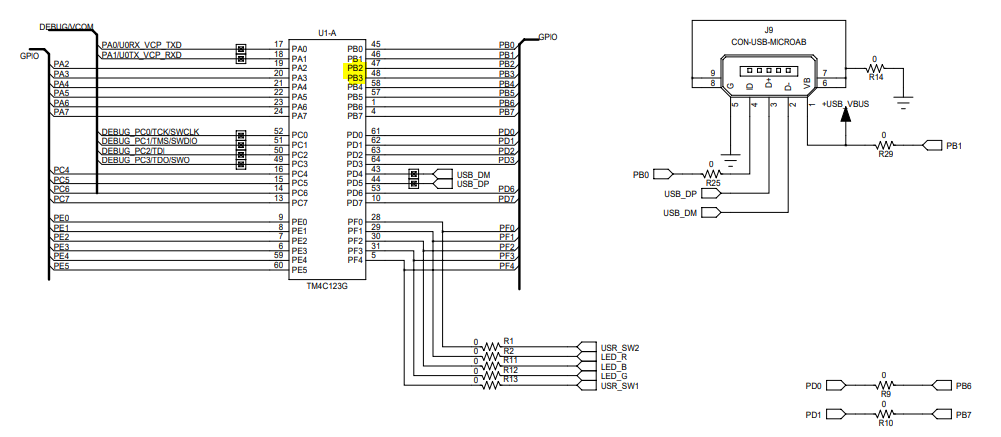 DEBUG/VCOM
GPIO
U1-A
GPIO
PA0/U0RX_VCP_TXD 17 PA0 PB0 45 PB0
PA1/U0TX_VCP_RXD 18 PA1 PB1 46 PB1
PA2 19 PA2 PB2 47 PB2
PA3 20 PA3 PB3 48 PB3
PA4 21 PA4 PB4 58 PB4
PA5 22 PA5 PB5 57 PB5
PA6 23 PA6 PB6 1 PB6
PA7 24 PA7 PB7 4 PB7
DEBUG_PC0/TCK/SWCLK 52 PC0 PD0 61 PD0
DEBUG_PC1/TMS/SWDIO 51 PC1 PD1 62 PD1
DEBUG_PC2/TDI 50 PC2 PD2 63 PD2
DEBUG_PC3/TDO/SWO 49 PC3 PD3 64 PD3
PC4 16 PC4 PD4 43 USB_DM
PC5 15 PC5 PD5 44 USB_DP
PC6 14 PC6 PD6 53 PD6
PC7 13 PC7 PD7 10 PD7
PE0 9 PE0 PF0 28 PF0
PE1 8 PE1 PF1 29 PF1
PE2 7 PE2 PF2 30 PF2
PE3 6 PE3 PF3 31 PF3
PE4 59 PE4 PF4 5 PF4
PE5 60 PE5
TM4C123G
0 R1 USR_SW2
0 R2 LED_R
0 R11 LED_B
0 R12 LED_G
0 R13 USR_SW1
J9
CON-USB-MICROAB
9 7
8 6
G ID D+ D- VB
5 4 3 2 1
0
R14
+USB_VBUS
0
R29
PB1
PB0
0
R25
USB_DP
USB_DM
PD0 0 PB6
R9
PD1 0 PB7
R10